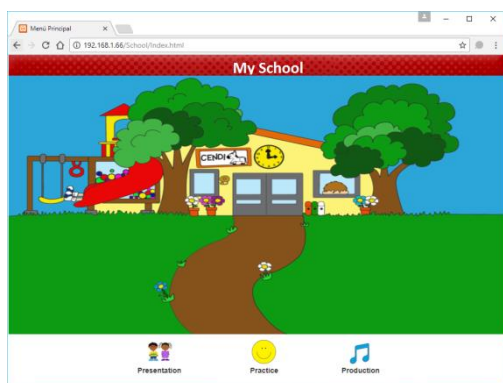 Menú Principal
192.168.1.66/School/Index.html
My School
CENDI
Presentation
Practice
Production